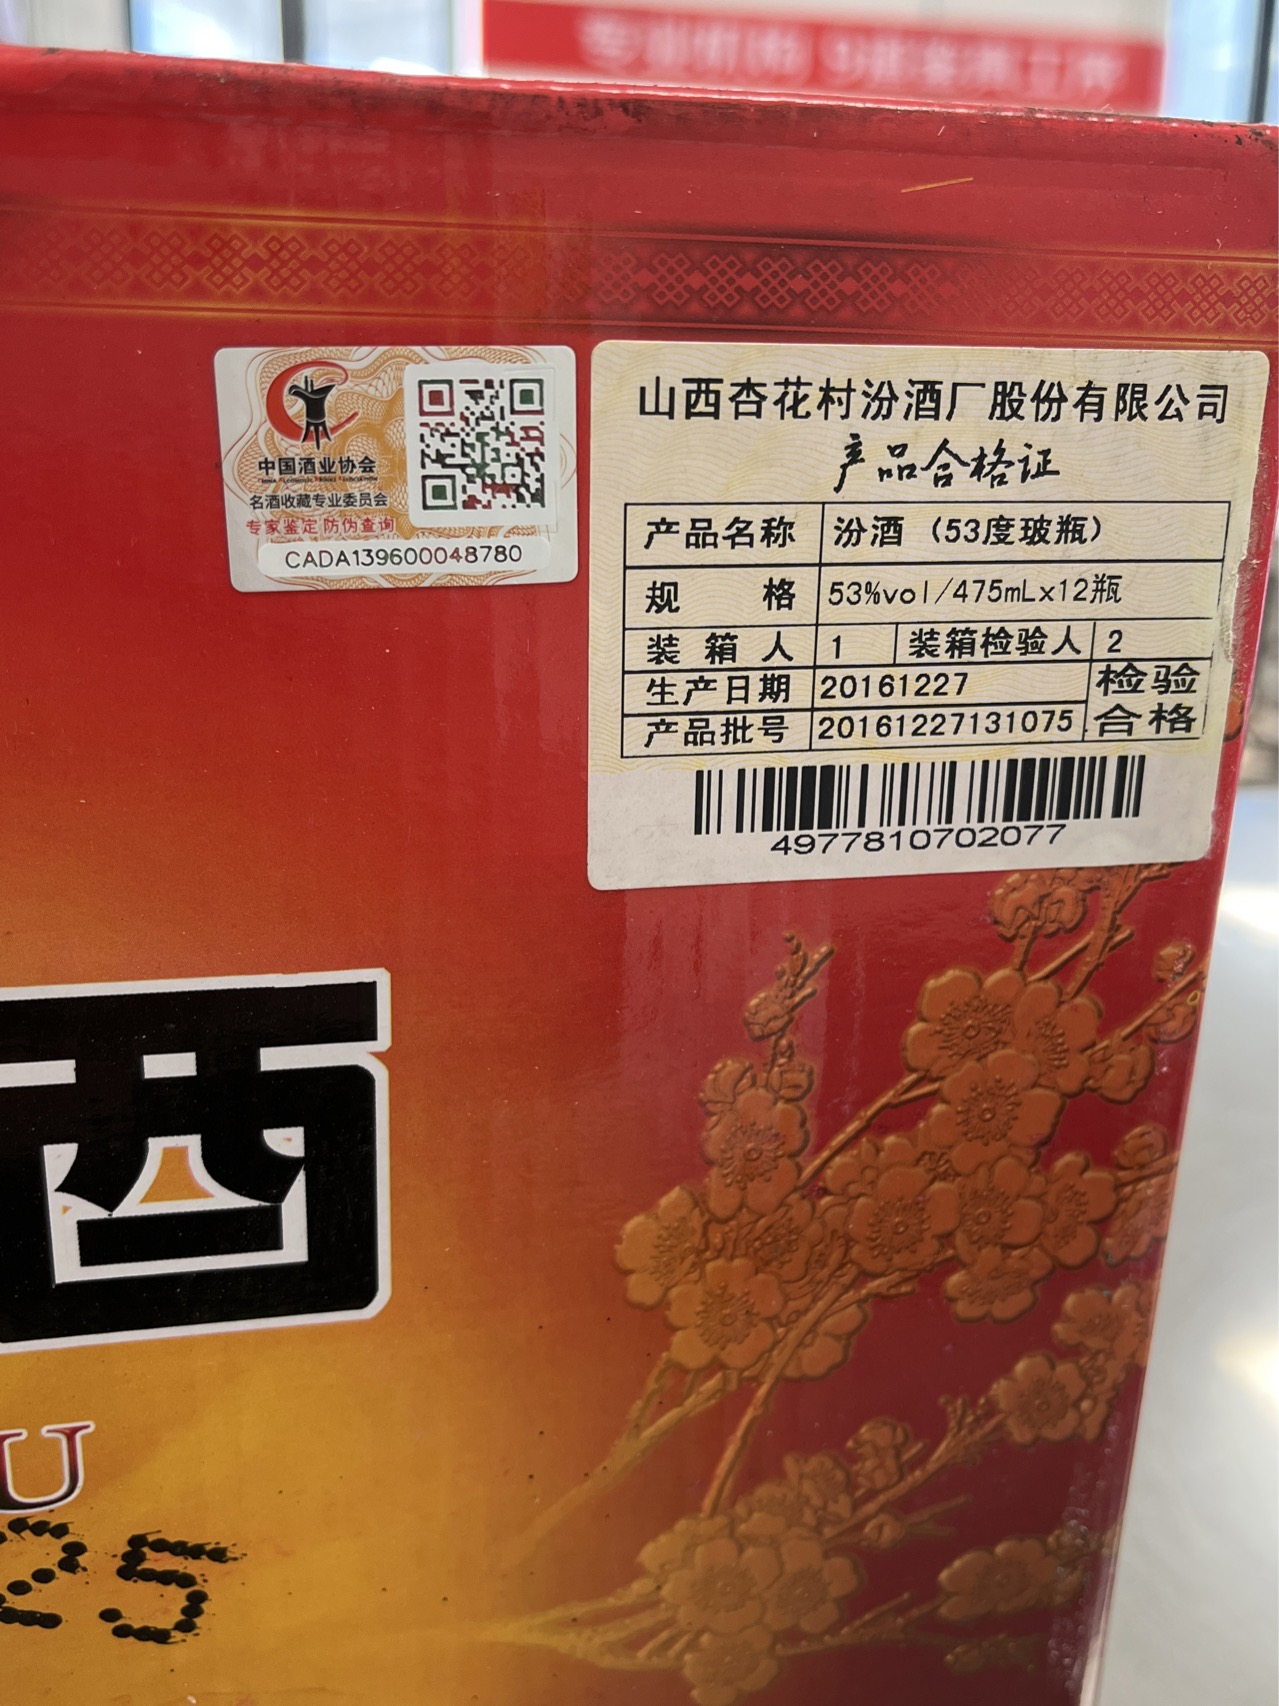 中国酒业协会
名酒收藏专业委员会
专家鉴定 防伪查询
CADA139600048780
山西杏花村汾酒厂股份有限公司
产品合格证
产品名称 汾酒（53度玻瓶）
规 格 53%vol/475mLx12瓶
装箱人 1 装箱检验人 2
生产日期 20161227 检验
产品批号 20161227131075 合格
4977810702077
酒
U
25